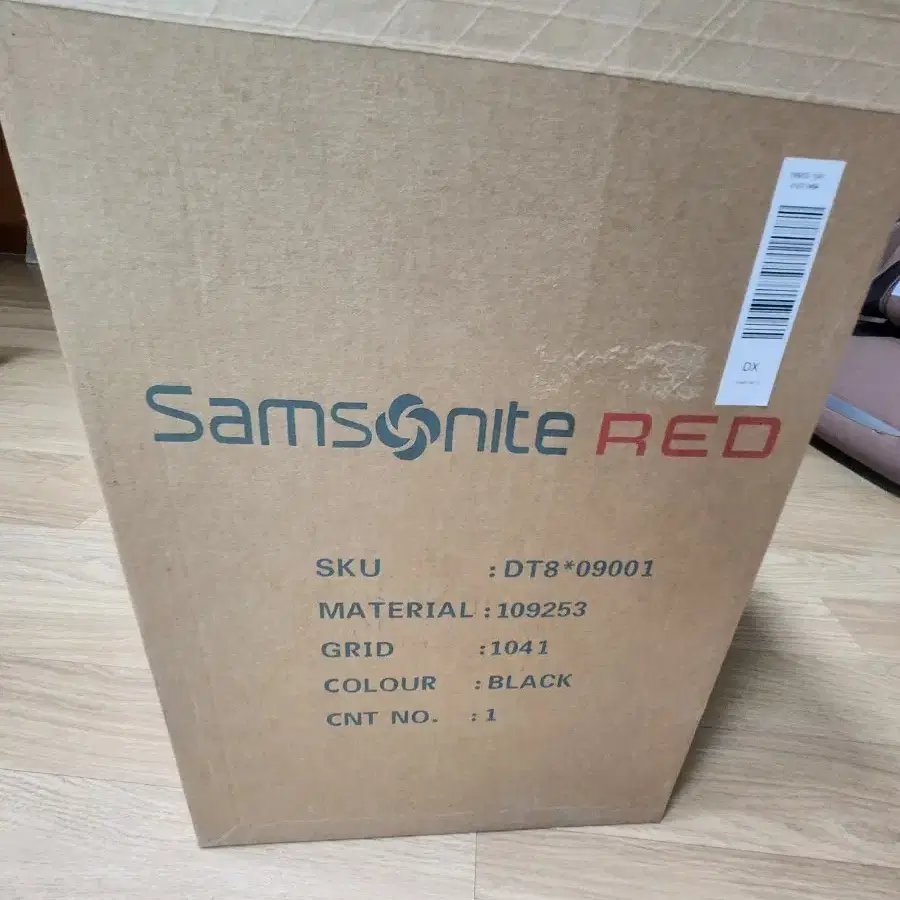 Samsonite RED
DX
SKU :DT8*09001
MATERIAL :109253
GRID :1041
COLOUR :BLACK
CNT NO. :1